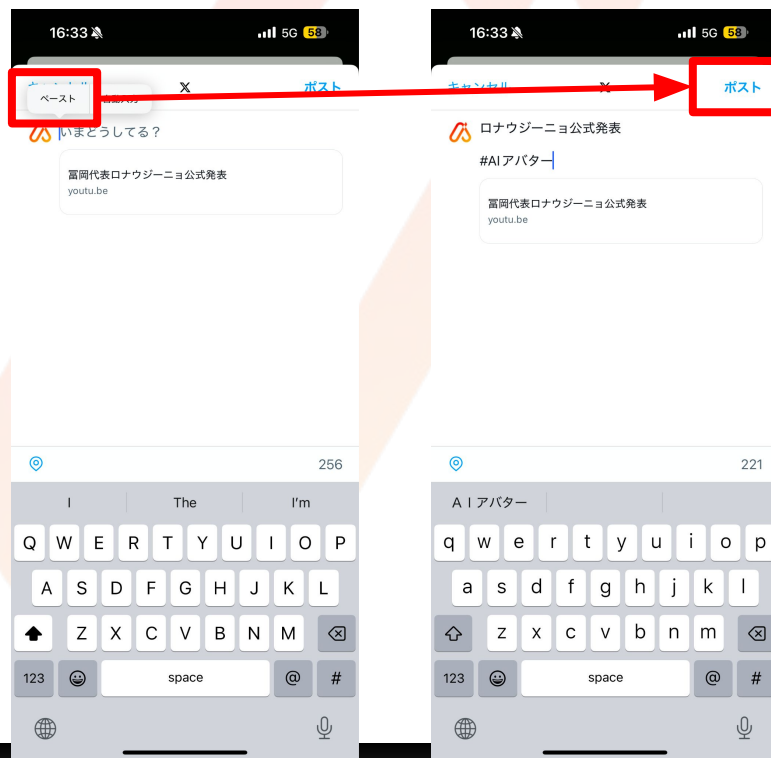 16:33
5G 58
ペースト
ポスト
いまどうしてる？
冨岡代表ロナウジーニョ公式発表
youtu.be
256
I The I'm
Q W E R T Y U I O P
A S D F G H J K L
Z X C V B N M
123 space @ #
16:33
5G 58
キャンセル
X
ポスト
ロナウジーニョ公式発表
#AIアバター
冨岡代表ロナウジーニョ公式発表
youtu.be
221
AIアバター
q w e r t y u i o p
a s d f g h j k l
z x c v b n m
123 space @ #